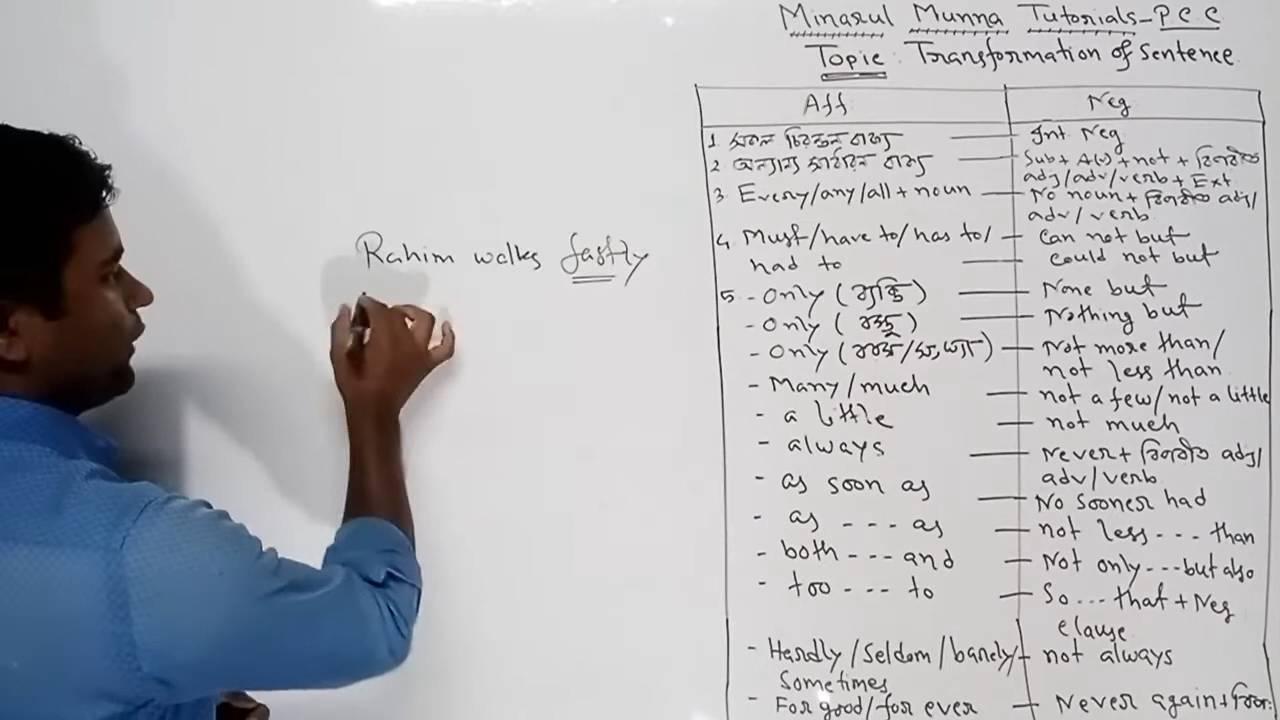 Minarul Munna Tutorials-PCC
Topic: Transformation of Sentence
Aff Neg
1. সকল চিরন্তন বাক্য — Int. Neg
2. অন্যান্য বাক্য — Sub + A(v) + not + বিপরীত
adj/adv/verb + Ext.
3. Every/any/all + noun — No noun + বিপরীত adj/
adv/verb
4. Must/have to/has to/ — Can not but
had to — Could not but
5 - Only (ব্যক্তি) — None but
- Only (বস্তু) — Nothing but
- Only ( ) — Not more than/
not less than
- Many/much — not a few/not a little
- a little — not much
- always — Never + বিপরীত adj/
adv/verb
- as soon as — No sooner had
- as --- as — not less --- than
- both --- and — Not only --- but also
- too --- to — So --- that + Neg
clause
- Hardly/Seldom/barely/ — not always
Sometimes
- For good/for ever — Never again +
Rahim walks fastly